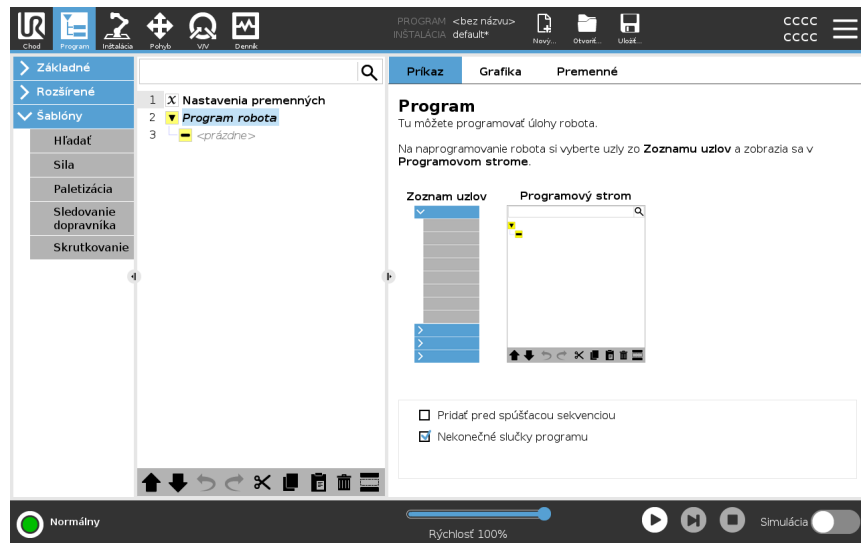 UR
Chod
Program
Inštalácia
Pohyb
V/V
Denník
PROGRAM <bez názvu>
INŠTALÁCIA default*
Nový...
Otvoriť...
Uložiť...
cccc
cccc
Základné
Rozšírené
Šablóny
Hľadať
Sila
Paletizácia
Sledovanie
dopravníka
Skrutkovanie
1 X Nastavenia premenných
2 Program robota
3 <prázdne>
Príkaz
Grafika
Premenné
Program
Tu môžete programovať úlohy robota.
Na naprogramovanie robota si vyberte uzly zo Zoznamu uzlov a zobrazia sa v
Programovom strome.
Zoznam uzlov
Programový strom
Pridať pred spúšťacou sekvenciou
Nekonečné slučky programu
Normálny
Rýchlosť 100%
Simulácia